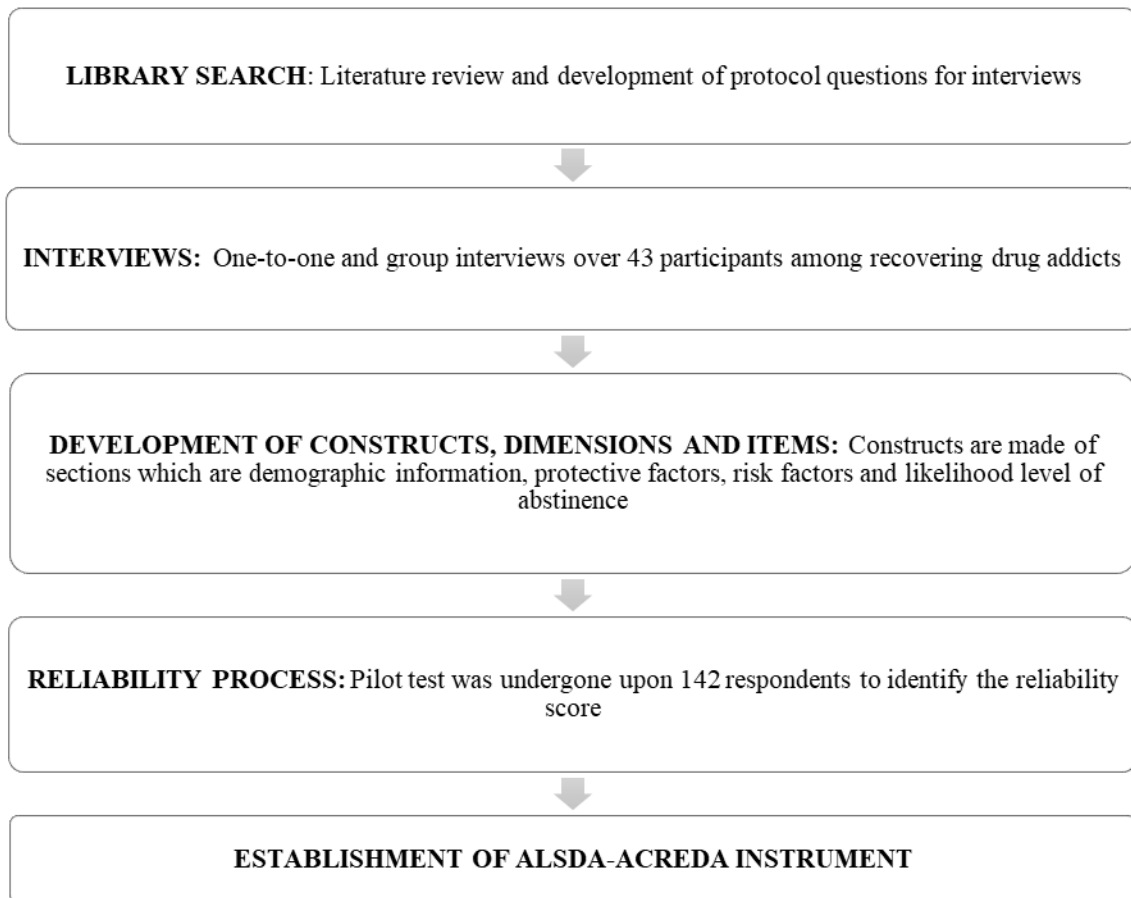 LIBRARY SEARCH: Literature review and development of protocol questions for interviews
INTERVIEWS: One-to-one and group interviews over 43 participants among recovering drug addicts
DEVELOPMENT OF CONSTRUCTS, DIMENSIONS AND ITEMS: Constructs are made of
sections which are demographic information, protective factors, risk factors and likelihood level of
abstinence
RELIABILITY PROCESS: Pilot test was undergone upon 142 respondents to identify the reliability
score
ESTABLISHMENT OF ALSDA-ACREDA INSTRUMENT